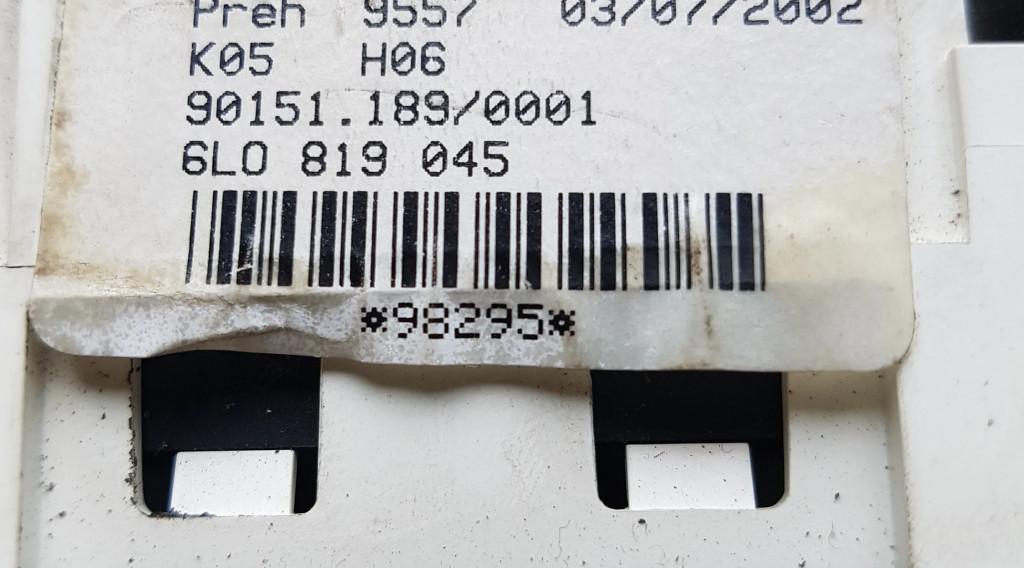 Preh 9557 03/07/2002
K05 H06
90151.189/0001
6L0 819 045
*98295*